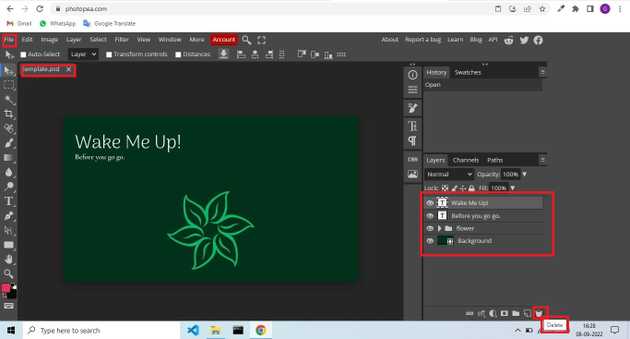 photopea.com
Gmail WhatsApp Google Translate
File Edit Image Layer Select Filter View Window More Account About Report a bug Learn Blog API
Auto-Select Layer Transform controls Distances
template.psd
History Swatches
Open
Wake Me Up!
Before you go go.
CSS
Layers Channels Paths
Normal Opacity: 100%
Lock: Fill: 100%
Wake Me Up!
Before you go go.
flower
Background
Delete
Type here to search
16:20
08-09-2022